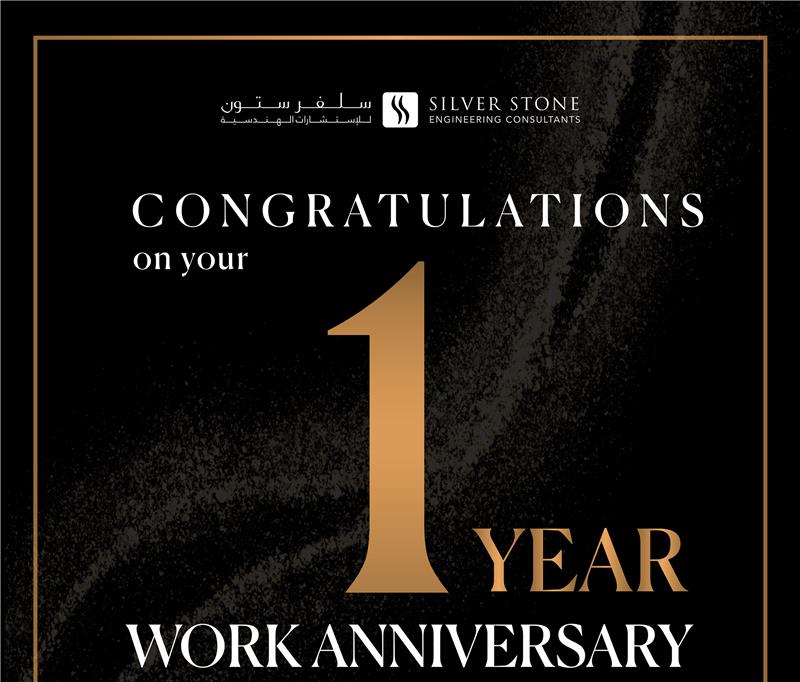 سلفر ستون
للإستشارات الهندسية
SILVER STONE
ENGINEERING CONSULTANTS
CONGRATULATIONS
on your
1 YEAR
WORK ANNIVERSARY